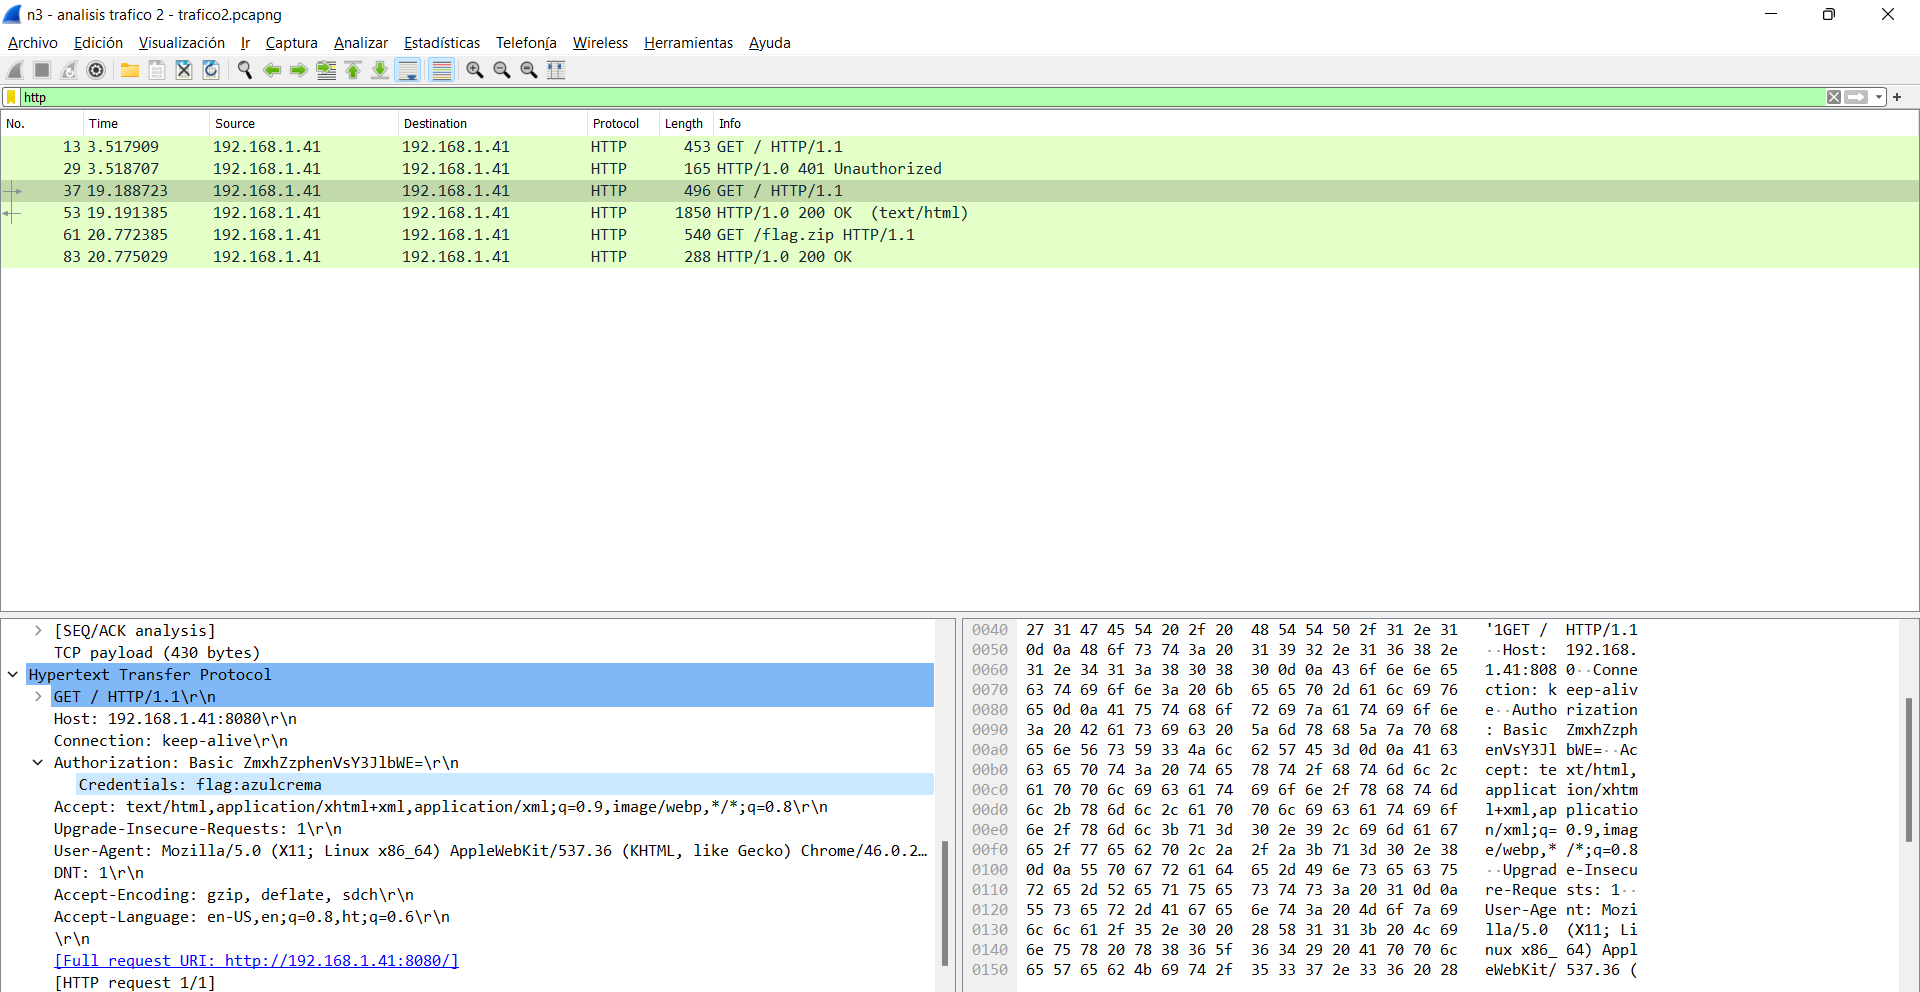 n3 - analisis trafico 2 - trafico2.pcapng
Archivo Edición Visualización Ir Captura Analizar Estadísticas Telefonía Wireless Herramientas Ayuda
http
No. Time Source Destination Protocol Length Info
13 3.517909 192.168.1.41 192.168.1.41 HTTP 453 GET / HTTP/1.1
29 3.518707 192.168.1.41 192.168.1.41 HTTP 165 HTTP/1.0 401 Unauthorized
37 19.188723 192.168.1.41 192.168.1.41 HTTP 496 GET / HTTP/1.1
53 19.191385 192.168.1.41 192.168.1.41 HTTP 1850 HTTP/1.0 200 OK (text/html)
61 20.772385 192.168.1.41 192.168.1.41 HTTP 540 GET /flag.zip HTTP/1.1
83 20.775029 192.168.1.41 192.168.1.41 HTTP 288 HTTP/1.0 200 OK
[SEQ/ACK analysis]
TCP payload (430 bytes)
Hypertext Transfer Protocol
GET / HTTP/1.1\r\n
Host: 192.168.1.41:8080\r\n
Connection: keep-alive\r\n
Authorization: Basic ZmxhZzphenVsY3JlbWE=\r\n
Credentials: flag:azulcrema
Accept: text/html,application/xhtml+xml,application/xml;q=0.9,image/webp,*/*;q=0.8\r\n
Upgrade-Insecure-Requests: 1\r\n
User-Agent: Mozilla/5.0 (X11; Linux x86_64) AppleWebKit/537.36 (KHTML, like Gecko) Chrome/46.0.2…
DNT: 1\r\n
Accept-Encoding: gzip, deflate, sdch\r\n
Accept-Language: en-US,en;q=0.8,ht;q=0.6\r\n
\r\n
[Full request URI: http://192.168.1.41:8080/]
[HTTP request 1/1]
0040 27 31 47 45 54 20 2f 20 48 54 54 50 2f 31 2e 31 '1GET / HTTP/1.1
0050 0d 0a 48 6f 73 74 3a 20 31 39 32 2e 31 36 38 2e ··Host: 192.168.
0060 31 2e 34 31 3a 38 30 38 30 0d 0a 43 6f 6e 6e 65 1.41:808 0··Conne
0070 63 74 69 6f 6e 3a 20 6b 65 65 70 2d 61 6c 69 76 ction: k eep-aliv
0080 65 0d 0a 41 75 74 68 6f 72 69 7a 61 74 69 6f 6e e··Autho rization
0090 3a 20 42 61 73 69 63 20 5a 6d 78 68 5a 7a 70 68 : Basic ZmxhZzph
00a0 65 6e 56 73 59 33 4a 6c 62 57 45 3d 0d 0a 41 63 enVsY3Jl bWE=··Ac
00b0 63 65 70 74 3a 20 74 65 78 74 2f 68 74 6d 6c 2c cept: te xt/html,
00c0 61 70 70 6c 69 63 61 74 69 6f 6e 2f 78 68 74 6d applicat ion/xhtm
00d0 6c 2b 78 6d 6c 2c 61 70 70 6c 69 63 61 74 69 6f l+xml,ap plicatio
00e0 6e 2f 78 6d 6c 3b 71 3d 30 2e 39 2c 69 6d 61 67 n/xml;q= 0.9,imag
00f0 65 2f 77 65 62 70 2c 2a 2f 2a 3b 71 3d 30 2e 38 e/webp,* /*;q=0.8
0100 0d 0a 55 70 67 72 61 64 65 2d 49 6e 73 65 63 75 ··Upgrad e-Insecu
0110 72 65 2d 52 65 71 75 65 73 74 73 3a 20 31 0d 0a re-Reque sts: 1··
0120 55 73 65 72 2d 41 67 65 6e 74 3a 20 4d 6f 7a 69 User-Age nt: Mozi
0130 6c 6c 61 2f 35 2e 30 20 28 58 31 31 3b 20 4c 69 lla/5.0 (X11; Li
0140 6e 75 78 20 78 38 36 5f 36 34 29 20 41 70 70 6c nux x86_ 64) Appl
0150 65 57 65 62 4b 69 74 2f 35 33 37 2e 33 36 20 28 eWebKit/ 537.36 (